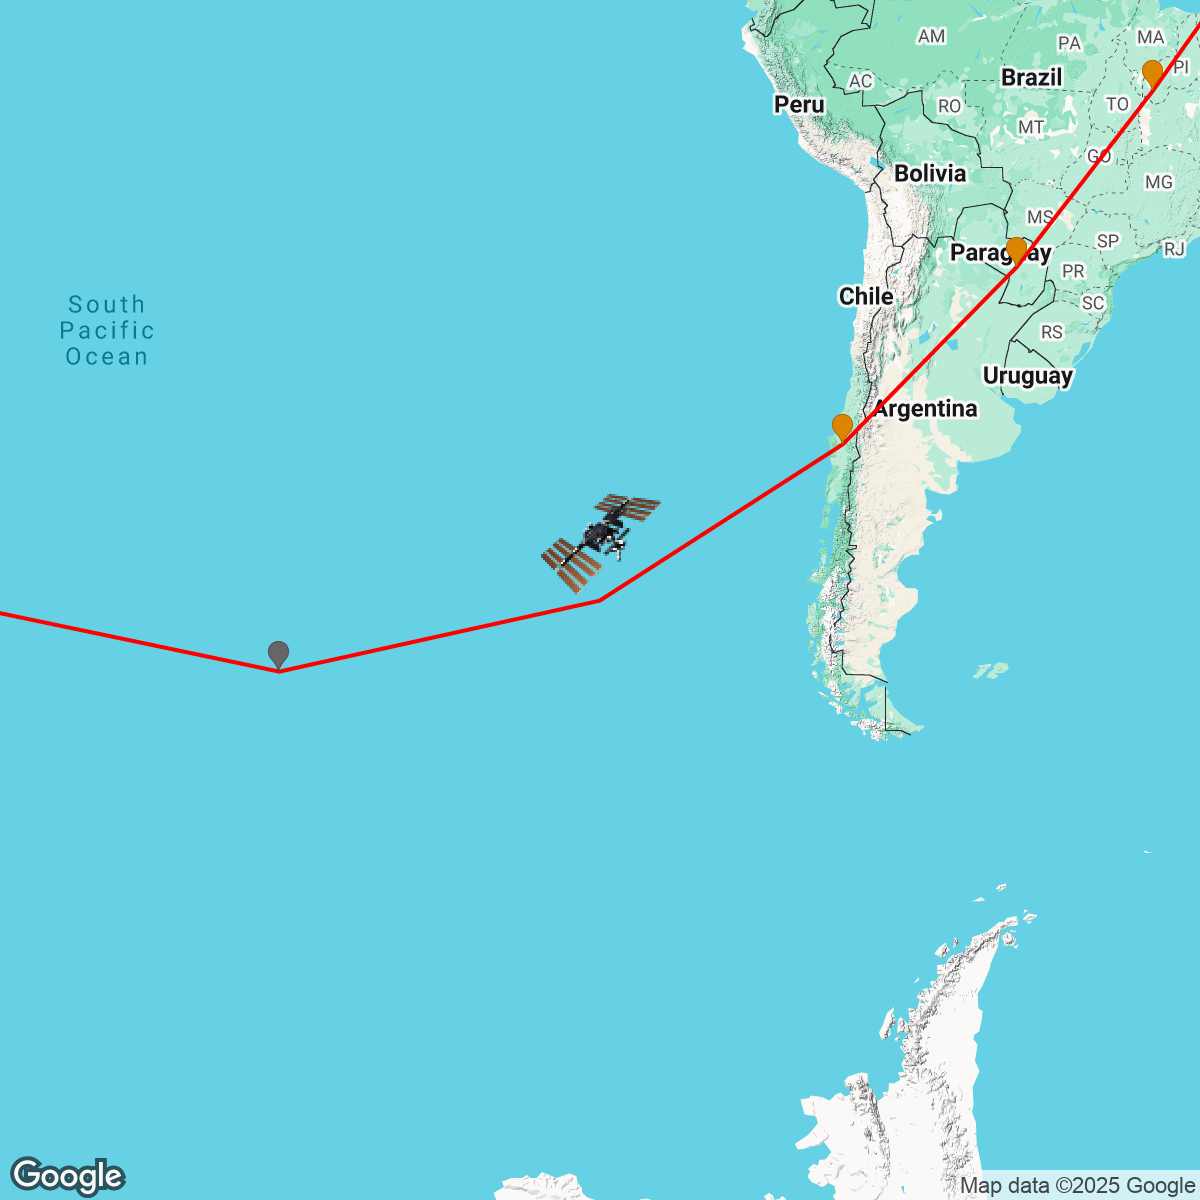 AM
PA
MA
PI
Brazil
AC
Peru
RO
TO
MT
GO
Bolivia
MG
MS
SP
Paraguay
RJ
PR
Chile
SC
South
Pacific
Ocean
RS
Uruguay
Argentina
Google
Map data ©2025 Google